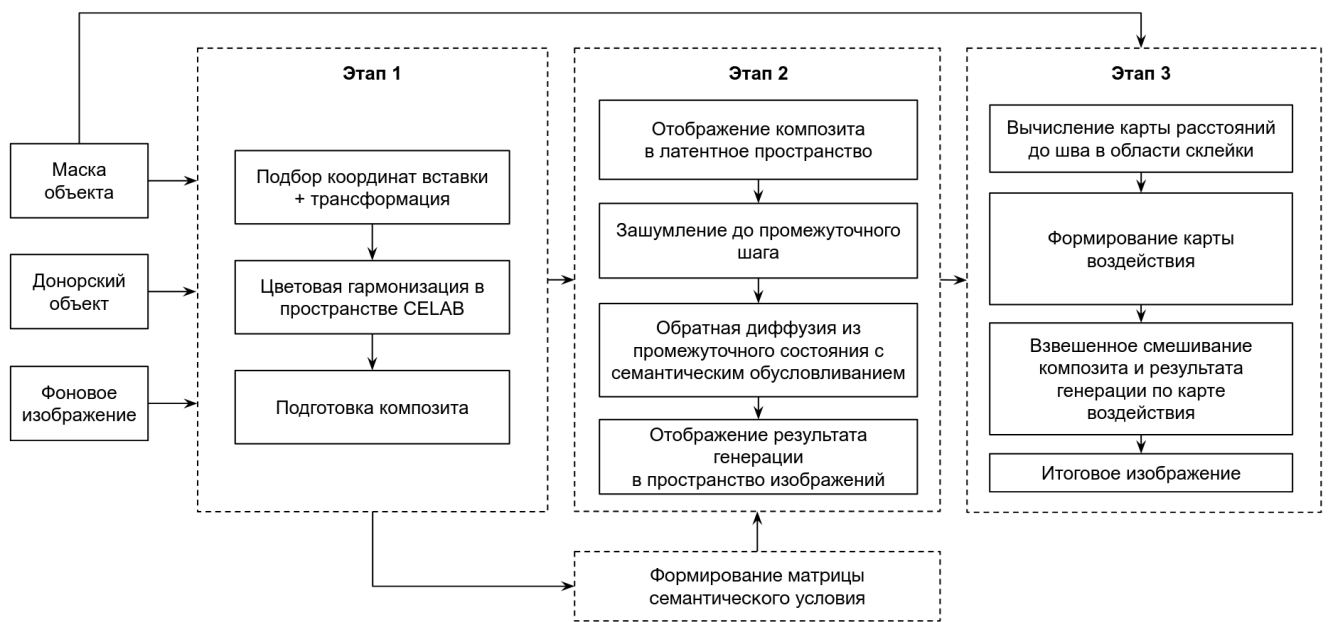 Маска
объекта
Донорский
объект
Фоновое
изображение
Этап 1
Подбор координат вставки
+ трансформация
Цветовая гармонизация в
пространстве CELAB
Подготовка композита
Этап 2
Отображение композита
в латентное пространство
Зашумление до промежуточного
шага
Обратная диффузия из
промежуточного состояния с
семантическим обусловливанием
Отображение результата
генерации
в пространство изображений
Формирование матрицы
семантического условия
Этап 3
Вычисление карты расстояний
до шва в области склейки
Формирование карты
воздействия
Взвешенное смешивание
композита и результата
генерации по карте
воздействия
Итоговое изображение